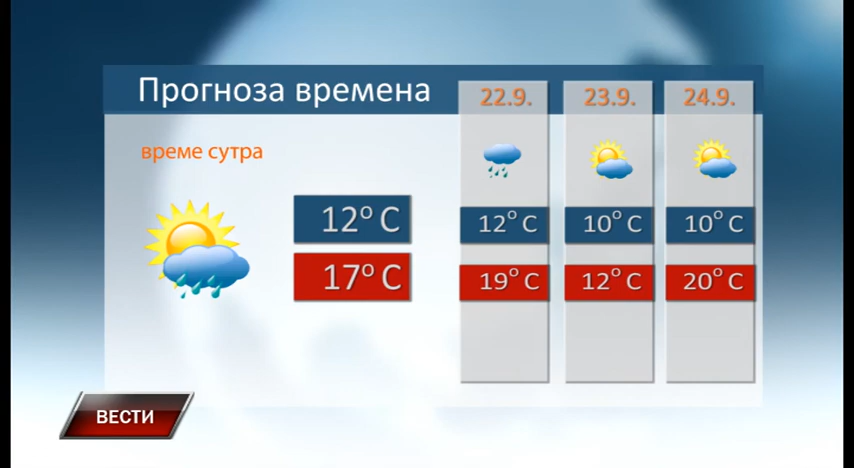 Прогноза времена
време сутра
12° C
17° C
22.9. 23.9. 24.9.
12° C 10° C 10° C
19° C 12° C 20° C
ВЕСТИ